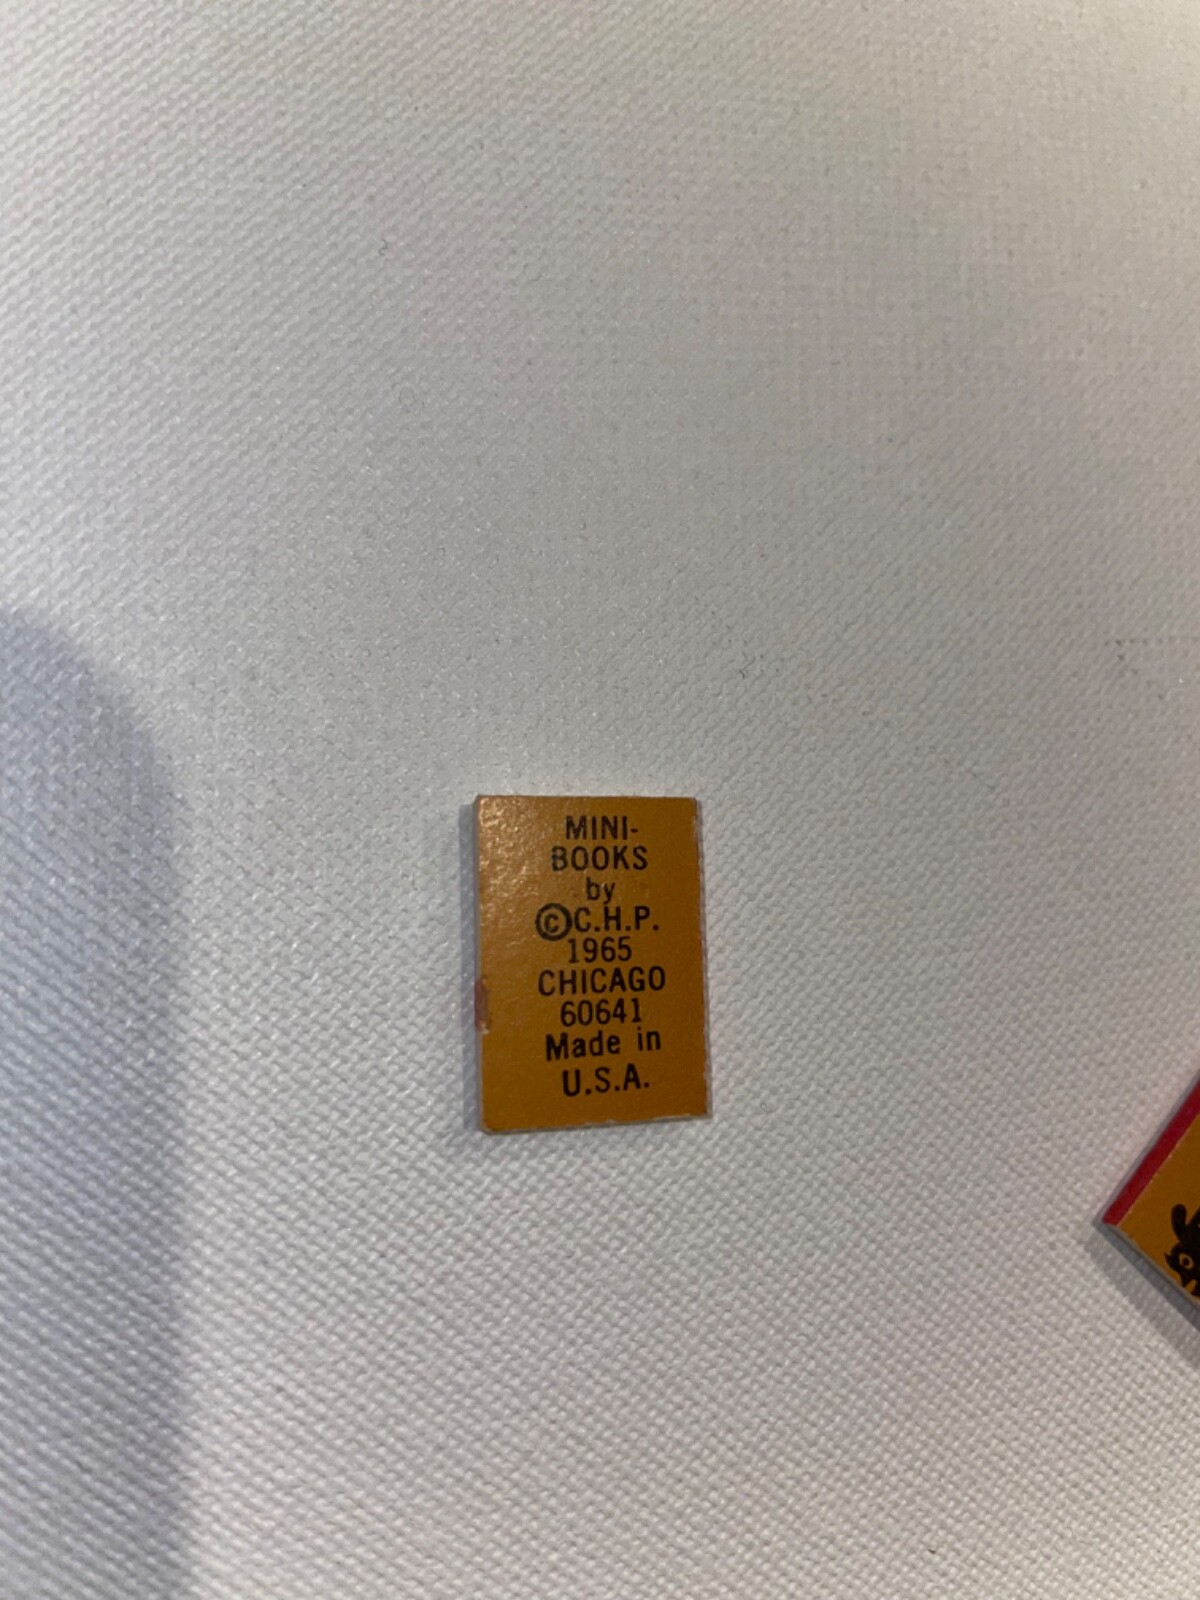 MINI-
BOOKS
by
©C.H.P.
1965
CHICAGO
60641
Made in
U.S.A.